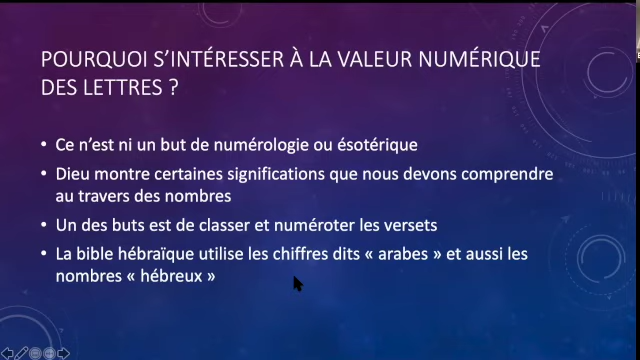 POURQUOI S'INTÉRESSER À LA VALEUR NUMÉRIQUE
DES LETTRES ?
• Ce n'est ni un but de numérologie ou ésotérique
• Dieu montre certaines significations que nous devons comprendre
au travers des nombres
• Un des buts est de classer et numéroter les versets
• La bible hébraïque utilise les chiffres dits « arabes » et aussi les
nombres « hébreux »